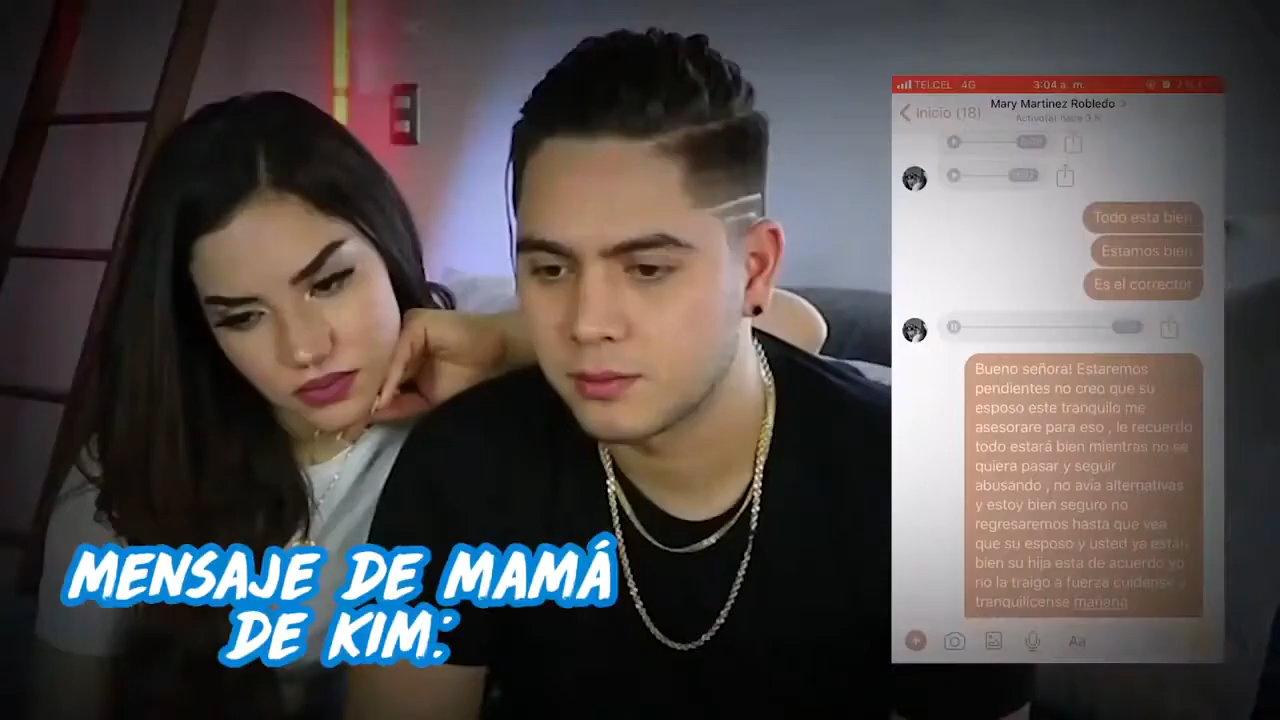 TELCEL 4G 3:04 a. m.
Inicio (18)
Mary Martinez Robledo
Activo(a) hace 3 h
Todo esta bien
Estamos bien
Es el corrector
Bueno señora! Estaremos
pendientes no creo que su
esposo este tranquilo me
asesorare para eso , le recuerdo
todo estará bien mientras no se
quiera pasar y seguir
abusando , no avía alternativas
y estoy bien seguro no
regresaremos hasta que vea
que su esposo y usted ya están
bien su hija esta de acuerdo yo
no la traigo a fuerza cuidense y
tranquilícense mañana
Aa
MENSAJE DE MAMÁ
DE KIM: